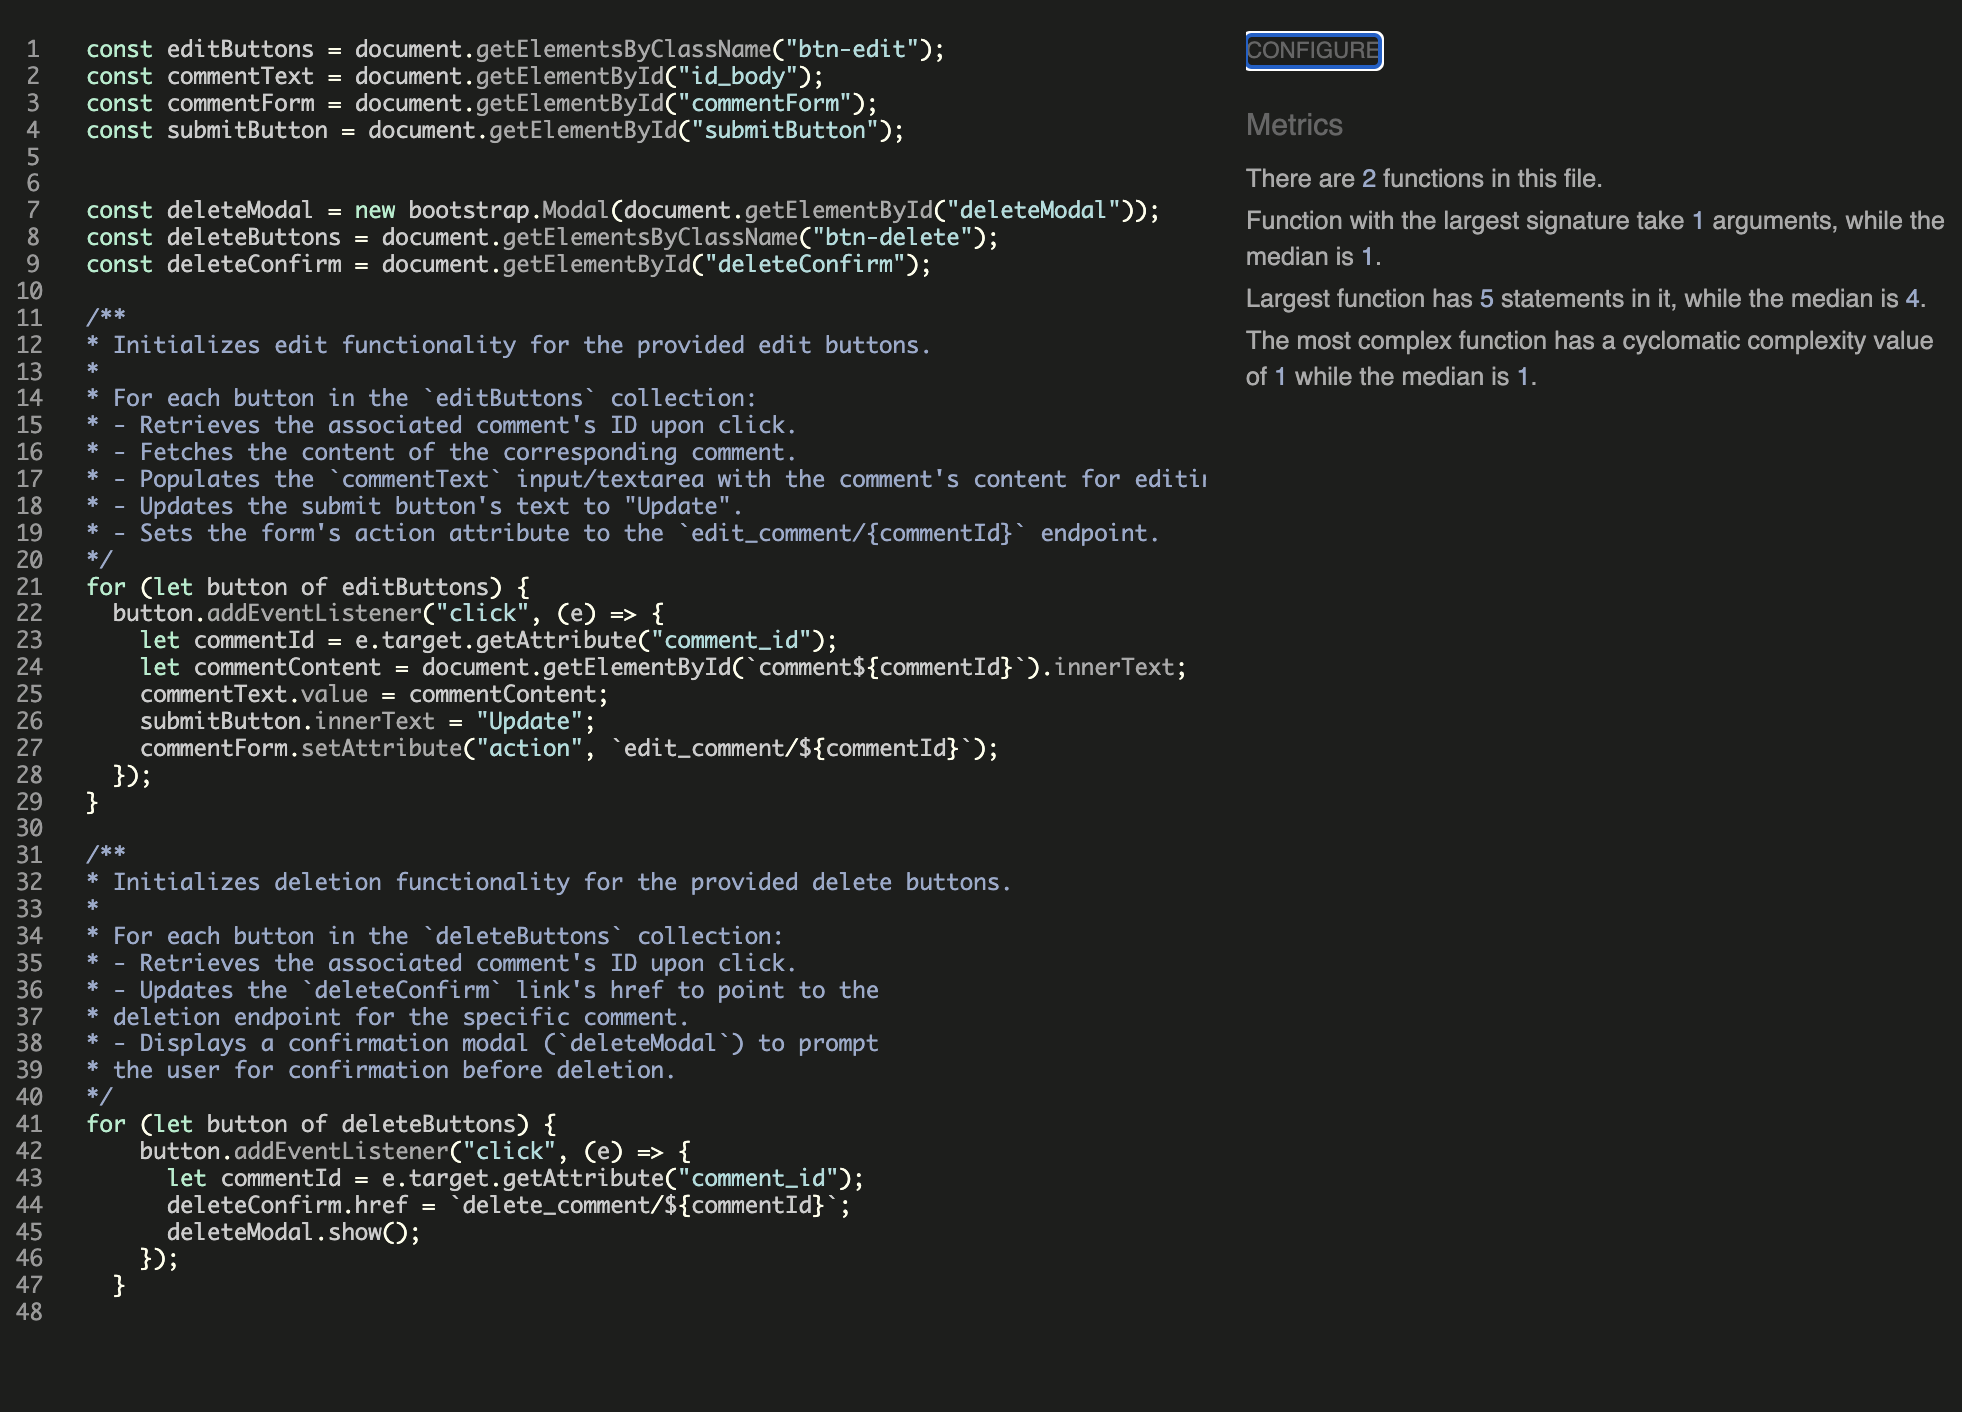 1 const editButtons = document.getElementsByClassName("btn-edit");
2 const commentText = document.getElementById("id_body");
3 const commentForm = document.getElementById("commentForm");
4 const submitButton = document.getElementById("submitButton");
5
6
7 const deleteModal = new bootstrap.Modal(document.getElementById("deleteModal"));
8 const deleteButtons = document.getElementsByClassName("btn-delete");
9 const deleteConfirm = document.getElementById("deleteConfirm");
10
11 /**
12 * Initializes edit functionality for the provided edit buttons.
13 *
14 * For each button in the `editButtons` collection:
15 * - Retrieves the associated comment's ID upon click.
16 * - Fetches the content of the corresponding comment.
17 * - Populates the `commentText` input/textarea with the comment's content for
18 * - Updates the submit button's text to "Update".
19 * - Sets the form's action attribute to the `edit_comment/{commentId}` endpoint.
20 */
21 for (let button of editButtons) {
22   button.addEventListener("click", (e) => {
23     let commentId = e.target.getAttribute("comment_id");
24     let commentContent = document.getElementById(`comment${commentId}`).innerText;
25     commentText.value = commentContent;
26     submitButton.innerText = "Update";
27     commentForm.setAttribute("action", `edit_comment/${commentId}`);
28   });
29 }
30
31 /**
32 * Initializes deletion functionality for the provided delete buttons.
33 *
34 * For each button in the `deleteButtons` collection:
35 * - Retrieves the associated comment's ID upon click.
36 * - Updates the `deleteConfirm` link's href to point to the
37 * deletion endpoint for the specific comment.
38 * - Displays a confirmation modal (`deleteModal`) to prompt
39 * the user for confirmation before deletion.
40 */
41 for (let button of deleteButtons) {
42     button.addEventListener("click", (e) => {
43       let commentId = e.target.getAttribute("comment_id");
44       deleteConfirm.href = `delete_comment/${commentId}`;
45       deleteModal.show();
46     });
47   }
48
CONFIGURE
Metrics
There are 2 functions in this file.
Function with the largest signature take 1 arguments, while the
median is 1.
Largest function has 5 statements in it, while the median is 4.
The most complex function has a cyclomatic complexity value
of 1 while the median is 1.